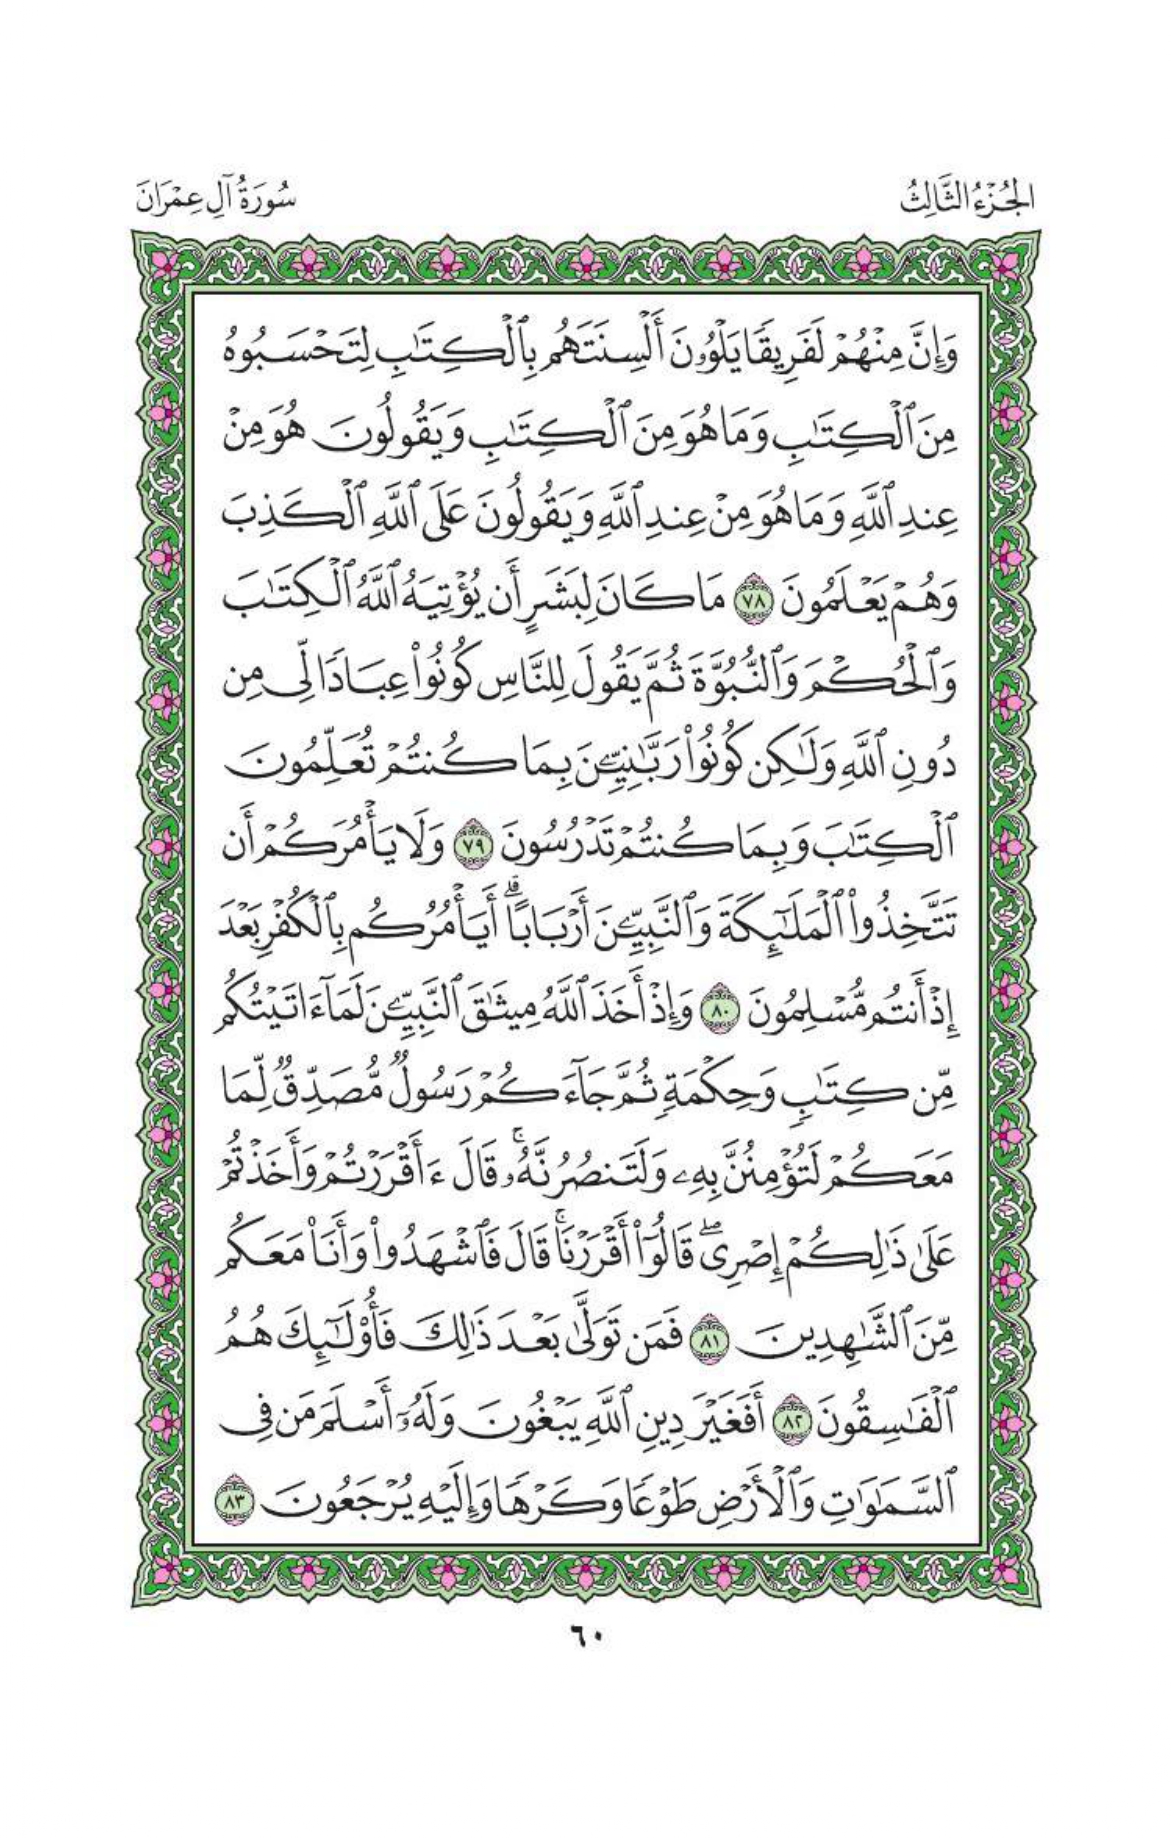 الجُزْءُ الثَّالِثُ
سُورَةُ آلِ عِمْرَانَ
وَإِنَّ مِنْهُمْ لَفَرِيقٗا يَلْوُۥنَ أَلْسِنَتَهُم بِٱلْكِتَٰبِ لِتَحْسَبُوهُ
مِنَ ٱلْكِتَٰبِ وَمَا هُوَ مِنَ ٱلْكِتَٰبِ وَيَقُولُونَ هُوَ مِنْ
عِندِ ٱللَّهِ وَمَا هُوَ مِنْ عِندِ ٱللَّهِ وَيَقُولُونَ عَلَى ٱللَّهِ ٱلْكَذِبَ
وَهُمْ يَعْلَمُونَ ٧٨ مَا كَانَ لِبَشَرٍ أَن يُؤْتِيَهُ ٱللَّهُ ٱلْكِتَٰبَ
وَٱلْحُكْمَ وَٱلنُّبُوَّةَ ثُمَّ يَقُولَ لِلنَّاسِ كُونُوا۟ عِبَادٗا لِّى مِن
دُونِ ٱللَّهِ وَلَٰكِن كُونُوا۟ رَبَّٰنِيِّـۧنَ بِمَا كُنتُمْ تُعَلِّمُونَ
ٱلْكِتَٰبَ وَبِمَا كُنتُمْ تَدْرُسُونَ ٧٩ وَلَا يَأْمُرَكُمْ أَن
تَتَّخِذُوا۟ ٱلْمَلَٰٓئِكَةَ وَٱلنَّبِيِّـۧنَ أَرْبَابًاۗ أَيَأْمُرُكُم بِٱلْكُفْرِ بَعْدَ
إِذْ أَنتُم مُّسْلِمُونَ ٨٠ وَإِذْ أَخَذَ ٱللَّهُ مِيثَٰقَ ٱلنَّبِيِّـۧنَ لَمَآ ءَاتَيْتُكُم
مِّن كِتَٰبٖ وَحِكْمَةٖ ثُمَّ جَآءَكُمْ رَسُولٞ مُّصَدِّقٞ لِّمَا
مَعَكُمْ لَتُؤْمِنُنَّ بِهِۦ وَلَتَنصُرُنَّهُۥۚ قَالَ ءَأَقْرَرْتُمْ وَأَخَذْتُمْ
عَلَىٰ ذَٰلِكُمْ إِصْرِىۖ قَالُوٓا۟ أَقْرَرْنَاۚ قَالَ فَٱشْهَدُوا۟ وَأَنَا۠ مَعَكُم
مِّنَ ٱلشَّٰهِدِينَ ٨١ فَمَن تَوَلَّىٰ بَعْدَ ذَٰلِكَ فَأُو۟لَٰٓئِكَ هُمُ
ٱلْفَٰسِقُونَ ٨٢ أَفَغَيْرَ دِينِ ٱللَّهِ يَبْغُونَ وَلَهُۥٓ أَسْلَمَ مَن فِى
ٱلسَّمَٰوَٰتِ وَٱلْأَرْضِ طَوْعٗا وَكَرْهٗا وَإِلَيْهِ يُرْجَعُونَ ٨٣
٦٠